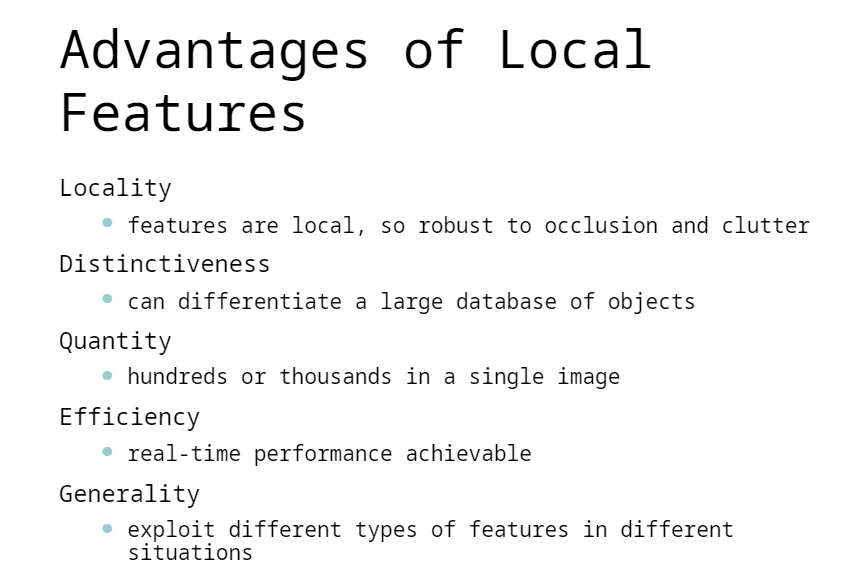 Advantages of Local
Features
Locality
• features are local, so robust to occlusion and clutter
Distinctiveness
• can differentiate a large database of objects
Quantity
• hundreds or thousands in a single image
Efficiency
• real-time performance achievable
Generality
• exploit different types of features in different
situations